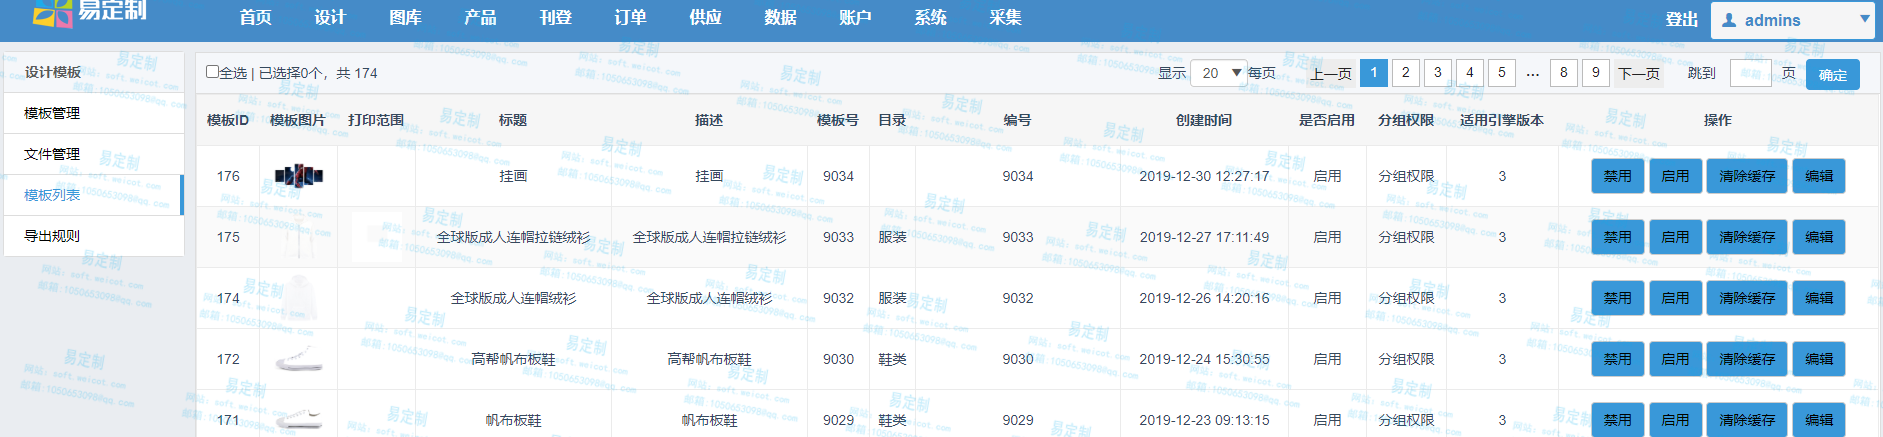 易定制 首页 设计 图库 产品 刊登 订单 供应 数据 账户 系统 采集 登出 admins
设计模板
模板管理
文件管理
模板列表
导出规则
全选 | 已选择0个，共 174 显示 20 每页 上一页 1 2 3 4 5 ... 8 9 下一页 跳到 页 确定
模板ID 模板图片 打印范围 标题 描述 模板号 目录 编号 创建时间 是否启用 分组权限 适用引擎版本 操作
176 挂画 挂画 9034 9034 2019-12-30 12:27:17 启用 分组权限 3 禁用 启用 清除缓存 编辑
175 全球版成人连帽拉链绒衫 全球版成人连帽拉链绒衫 9033 服装 9033 2019-12-27 17:11:49 启用 分组权限 3 禁用 启用 清除缓存 编辑
174 全球版成人连帽绒衫 全球版成人连帽绒衫 9032 服装 9032 2019-12-26 14:20:16 启用 分组权限 3 禁用 启用 清除缓存 编辑
172 高帮帆布板鞋 高帮帆布板鞋 9030 鞋类 9030 2019-12-24 15:30:55 启用 分组权限 3 禁用 启用 清除缓存 编辑
171 帆布板鞋 帆布板鞋 9029 鞋类 9029 2019-12-23 09:13:15 启用 分组权限 3 禁用 启用 清除缓存 编辑
易定制
网站：soft.weicot.com
邮箱:1050653098@qq.com